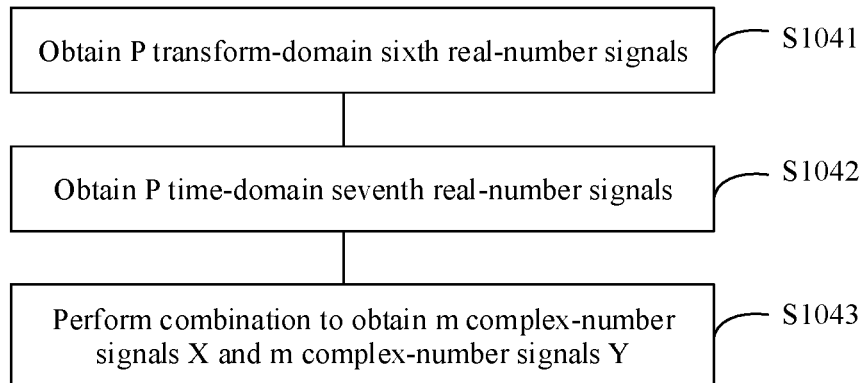 Obtain P transform-domain sixth real-number signals
S1041
Obtain P time-domain seventh real-number signals
S1042
Perform combination to obtain m complex-number
signals X and m complex-number signals Y
S1043